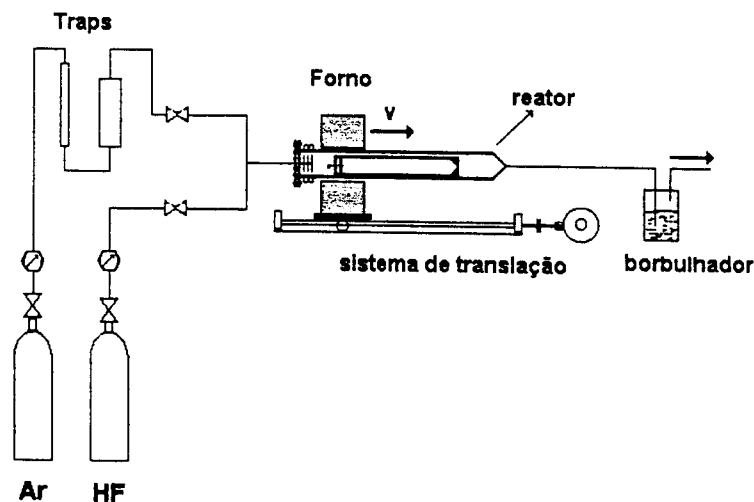 Traps
Forno
V
reator
sistema de translação
borbulhador
Ar
HF